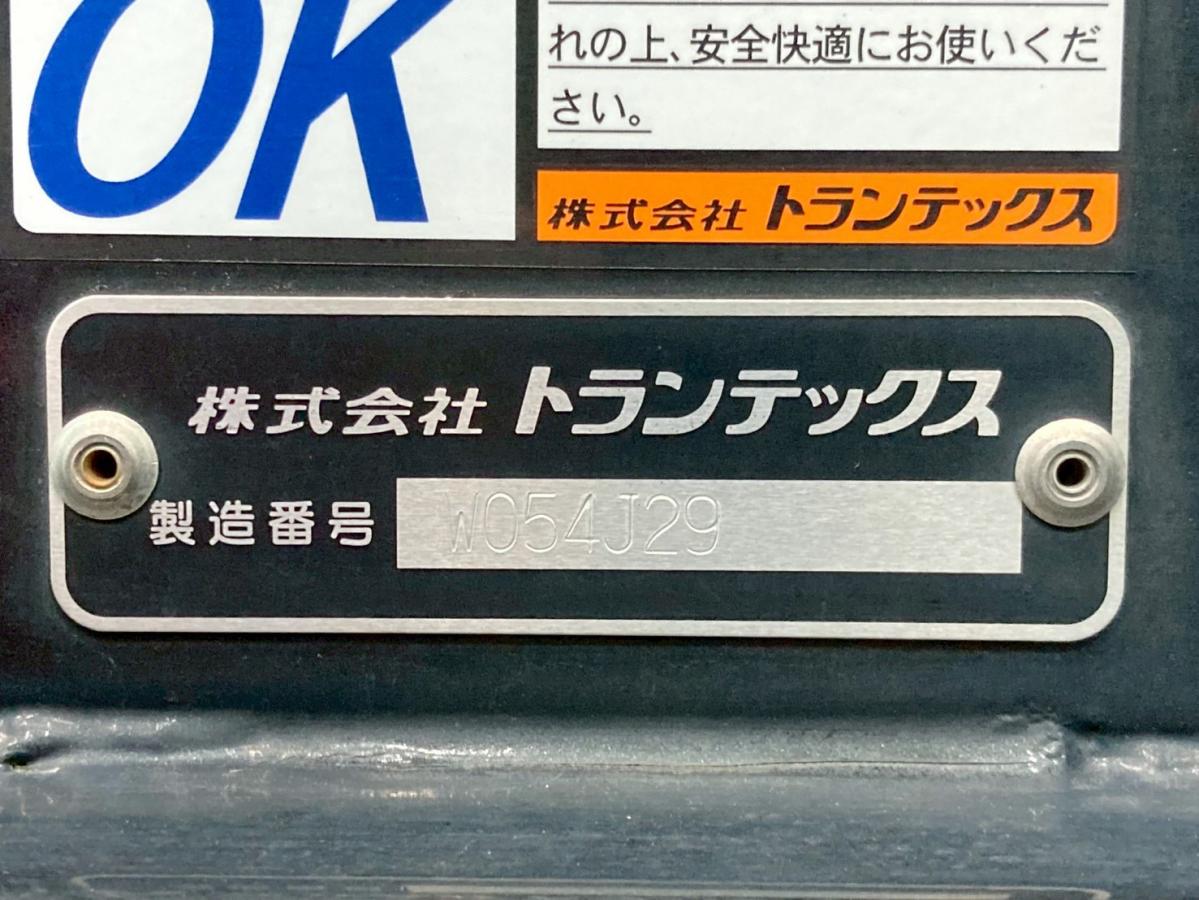 OK
れの上、安全快適にお使いくだ
さい。
株式会社 トランテックス
株式会社 トランテックス
製造番号 W054J29